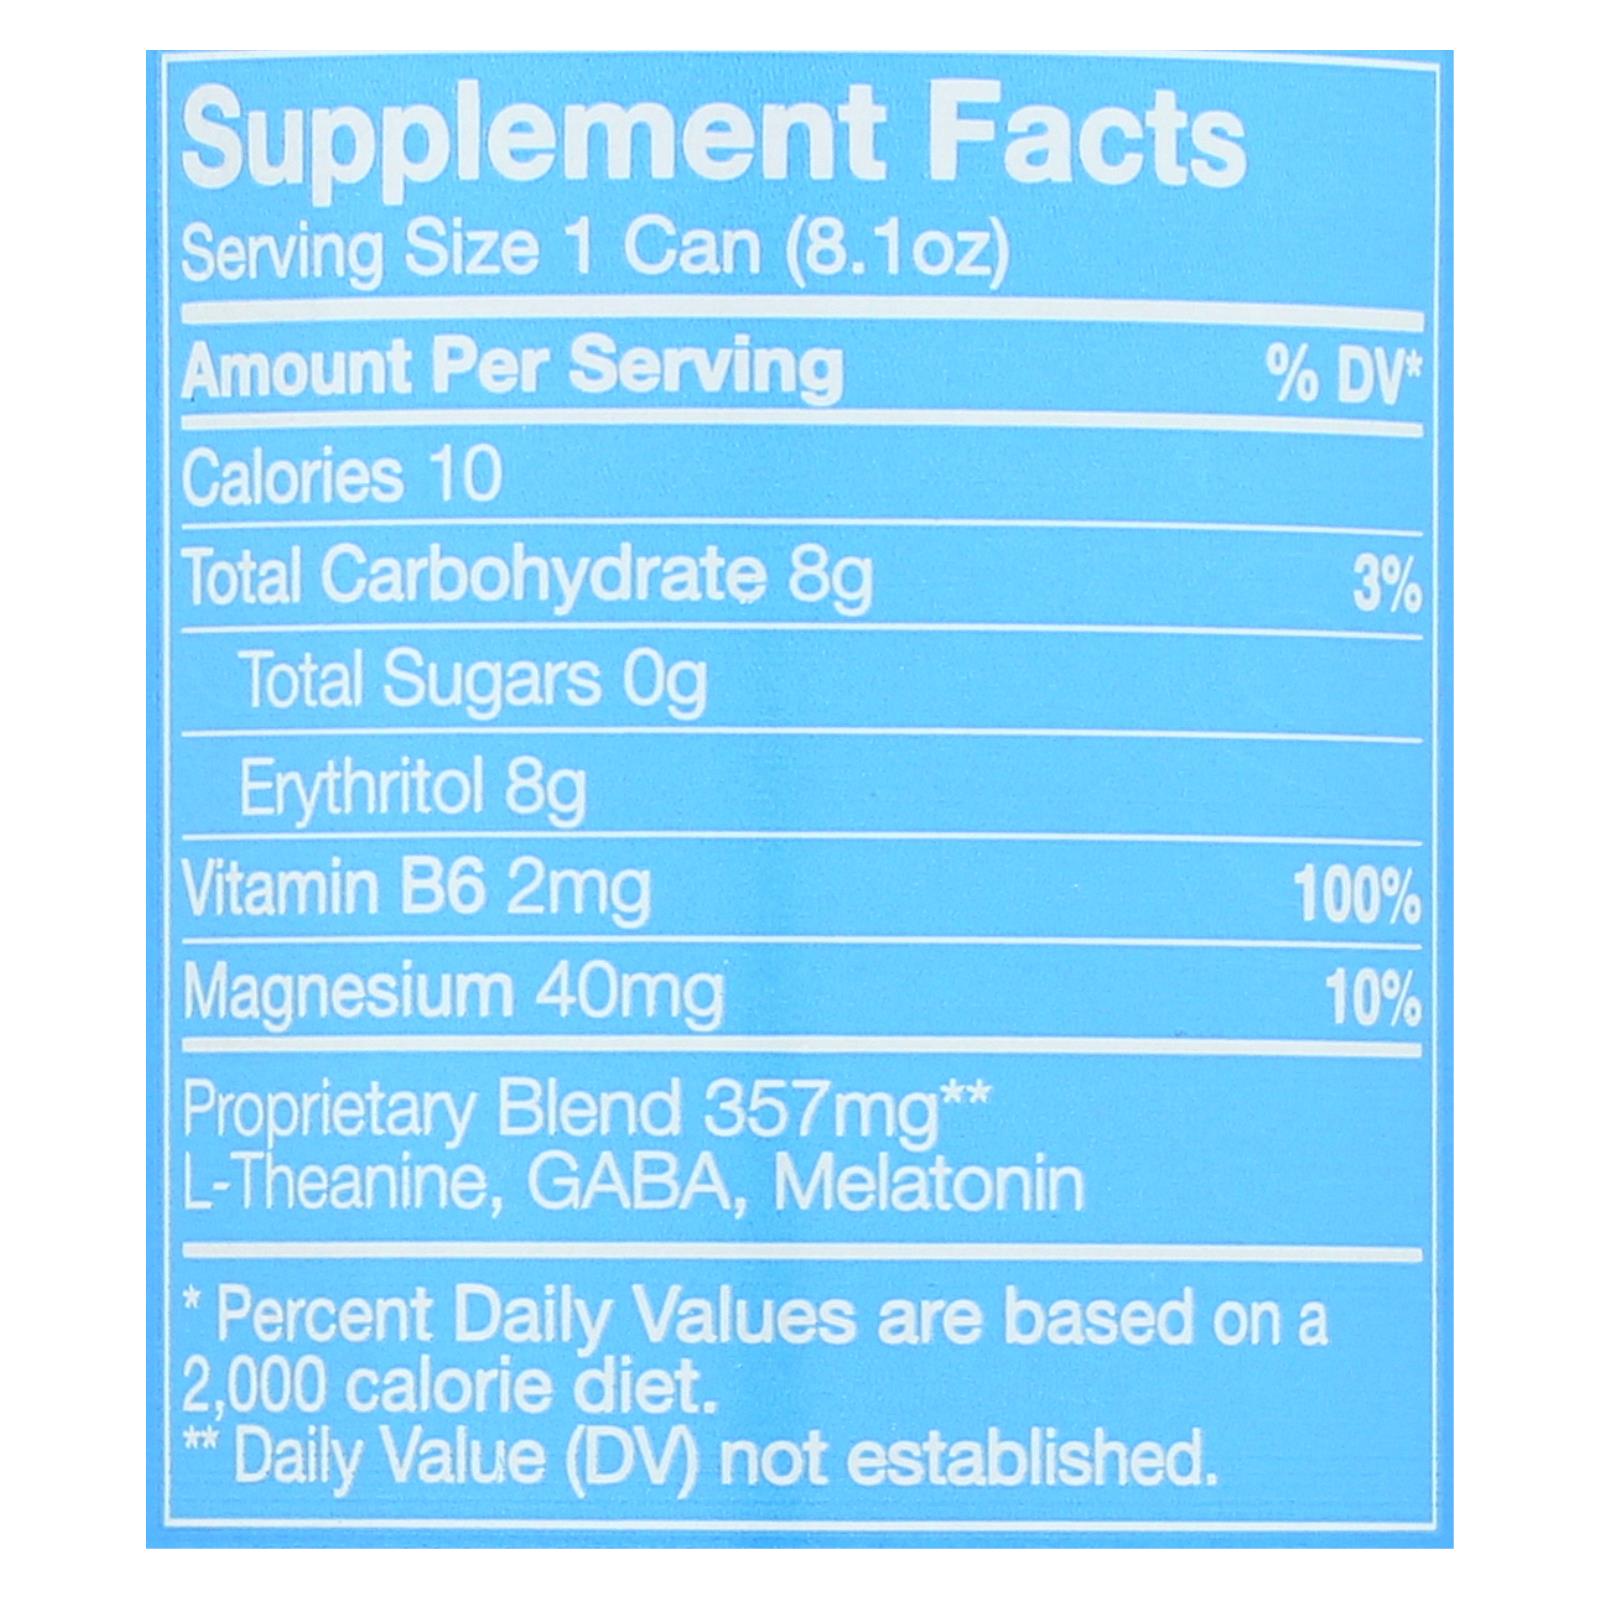 Supplement Facts
Serving Size 1 Can (8.1oz)
Amount Per Serving % DV*
Calories 10
Total Carbohydrate 8g 3%
Total Sugars 0g
Erythritol 8g
Vitamin B6 2mg 100%
Magnesium 40mg 10%
Proprietary Blend 357mg**
L-Theanine, GABA, Melatonin
* Percent Daily Values are based on a
2,000 calorie diet.
** Daily Value (DV) not established.